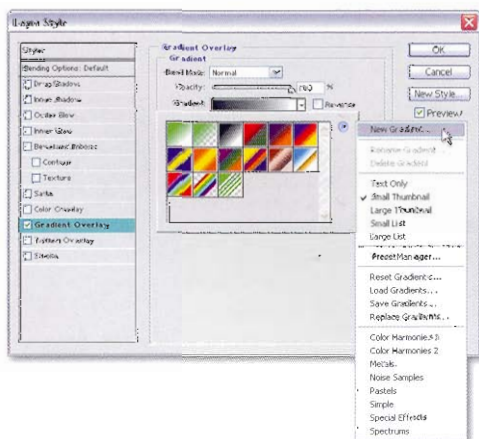 Layer Style
Styles
Blending Options: Default
Drop Shadow
Inner Shadow
Outer Glow
Inner Glow
Bevel and Emboss
Contour
Texture
Satin
Color Overlay
Gradient Overlay
Pattern Overlay
Stroke
Gradient Overlay
Gradient
Blend Mode: Normal
Opacity: 100 %
Gradient: Reverse
OK
Cancel
New Style...
Preview
New Gradient...
Rename Gradient...
Delete Gradient
Text Only
Small Thumbnail
Large Thumbnail
Small List
Large List
Preset Manager...
Reset Gradients...
Load Gradients...
Save Gradients...
Replace Gradients...
Color Harmonies 1
Color Harmonies 2
Metals
Noise Samples
Pastels
Simple
Special Effects
Spectrums